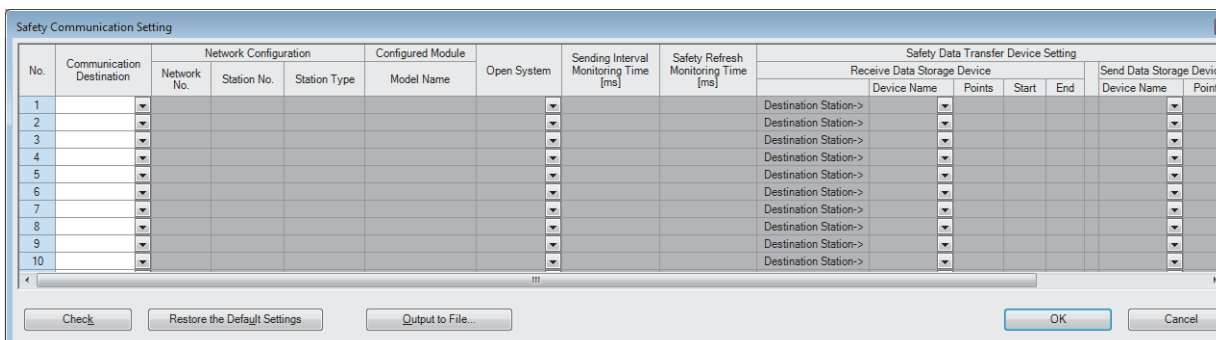 Safety Communication Setting
No. Communication Destination Network Configuration Configured Module Open System Sending Interval Monitoring Time [ms] Safety Refresh Monitoring Time [ms] Safety Data Transfer Device Setting
Network No. Station No. Station Type Model Name Receive Data Storage Device Send Data Storage Devic
Device Name Points Start End Device Name Point
1 Destination Station->
2 Destination Station->
3 Destination Station->
4 Destination Station->
5 Destination Station->
6 Destination Station->
7 Destination Station->
8 Destination Station->
9 Destination Station->
10 Destination Station->
Check Restore the Default Settings Output to File... OK Cancel